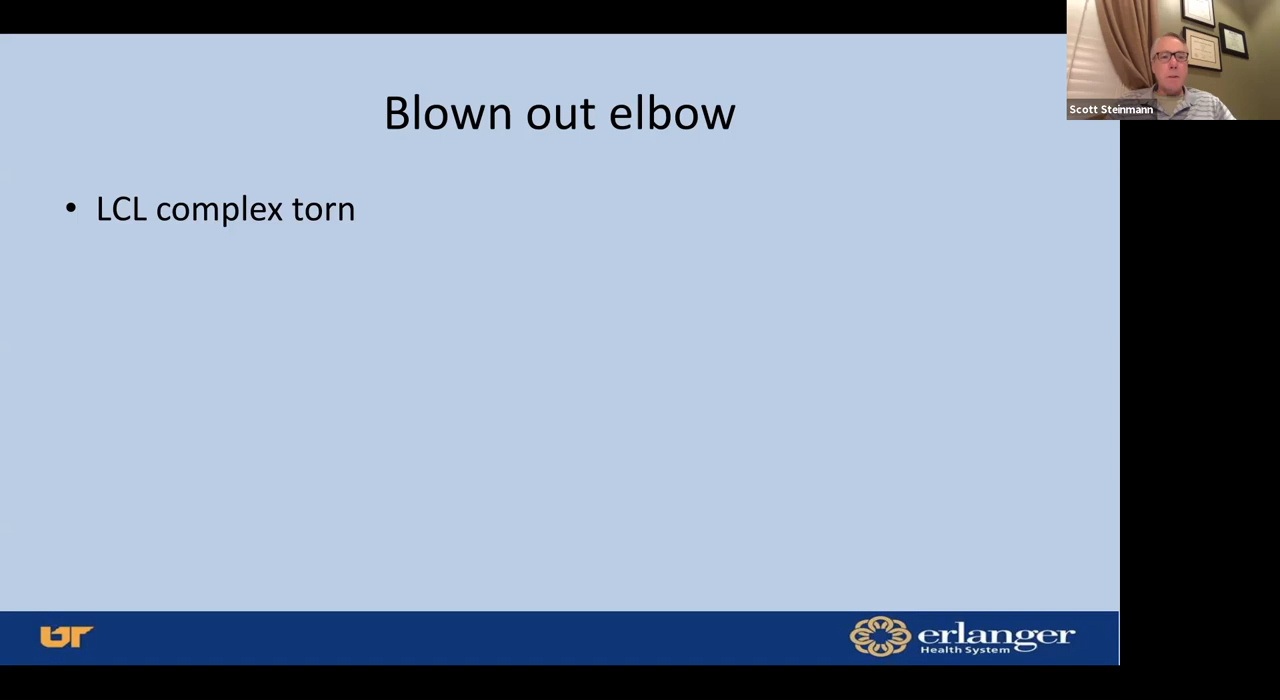 Scott Steinmann
Blown out elbow
• LCL complex torn
UT
erlanger
Health System